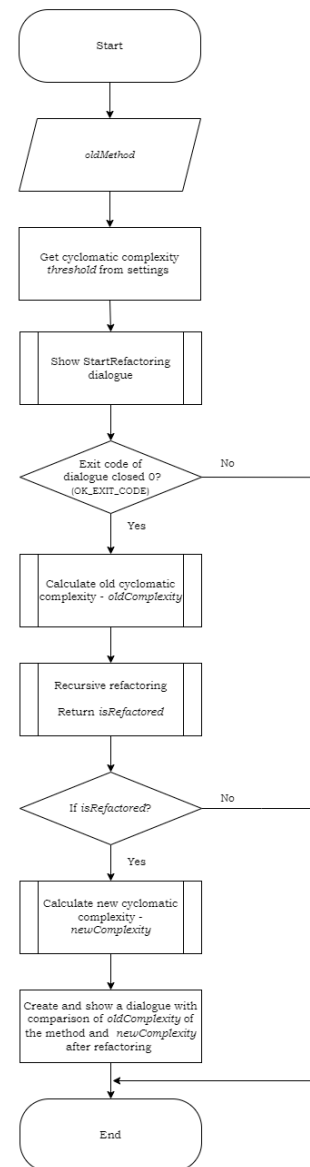 Start
oldMethod
Get cyclomatic complexity
threshold from settings
Show StartRefactoring
dialogue
Exit code of
dialogue closed 0?
(OK_EXIT_CODE)
No
Yes
Calculate old cyclomatic
complexity - oldComplexity
Recursive refactoring
Return isRefactored
If isRefactored?
No
Yes
Calculate new cyclomatic
complexity -
newComplexity
Create and show a dialogue with
comparison of oldComplexity of
the method and newComplexity
after refactoring
End